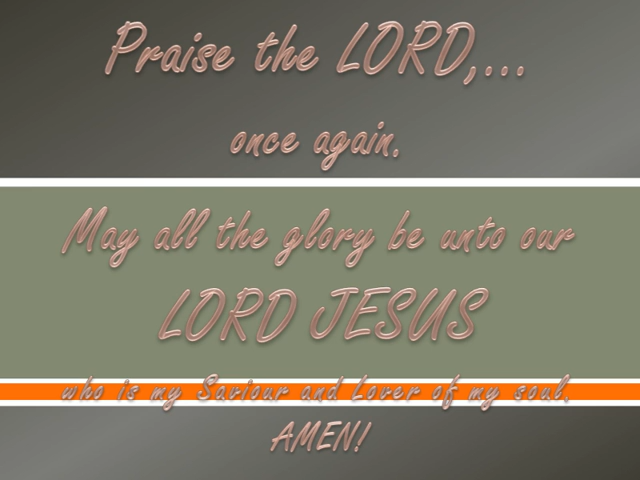 Praise the LORD,...
once again.
May all the glory be unto our
LORD JESUS
who is my Saviour and Lover of my soul.
AMEN!